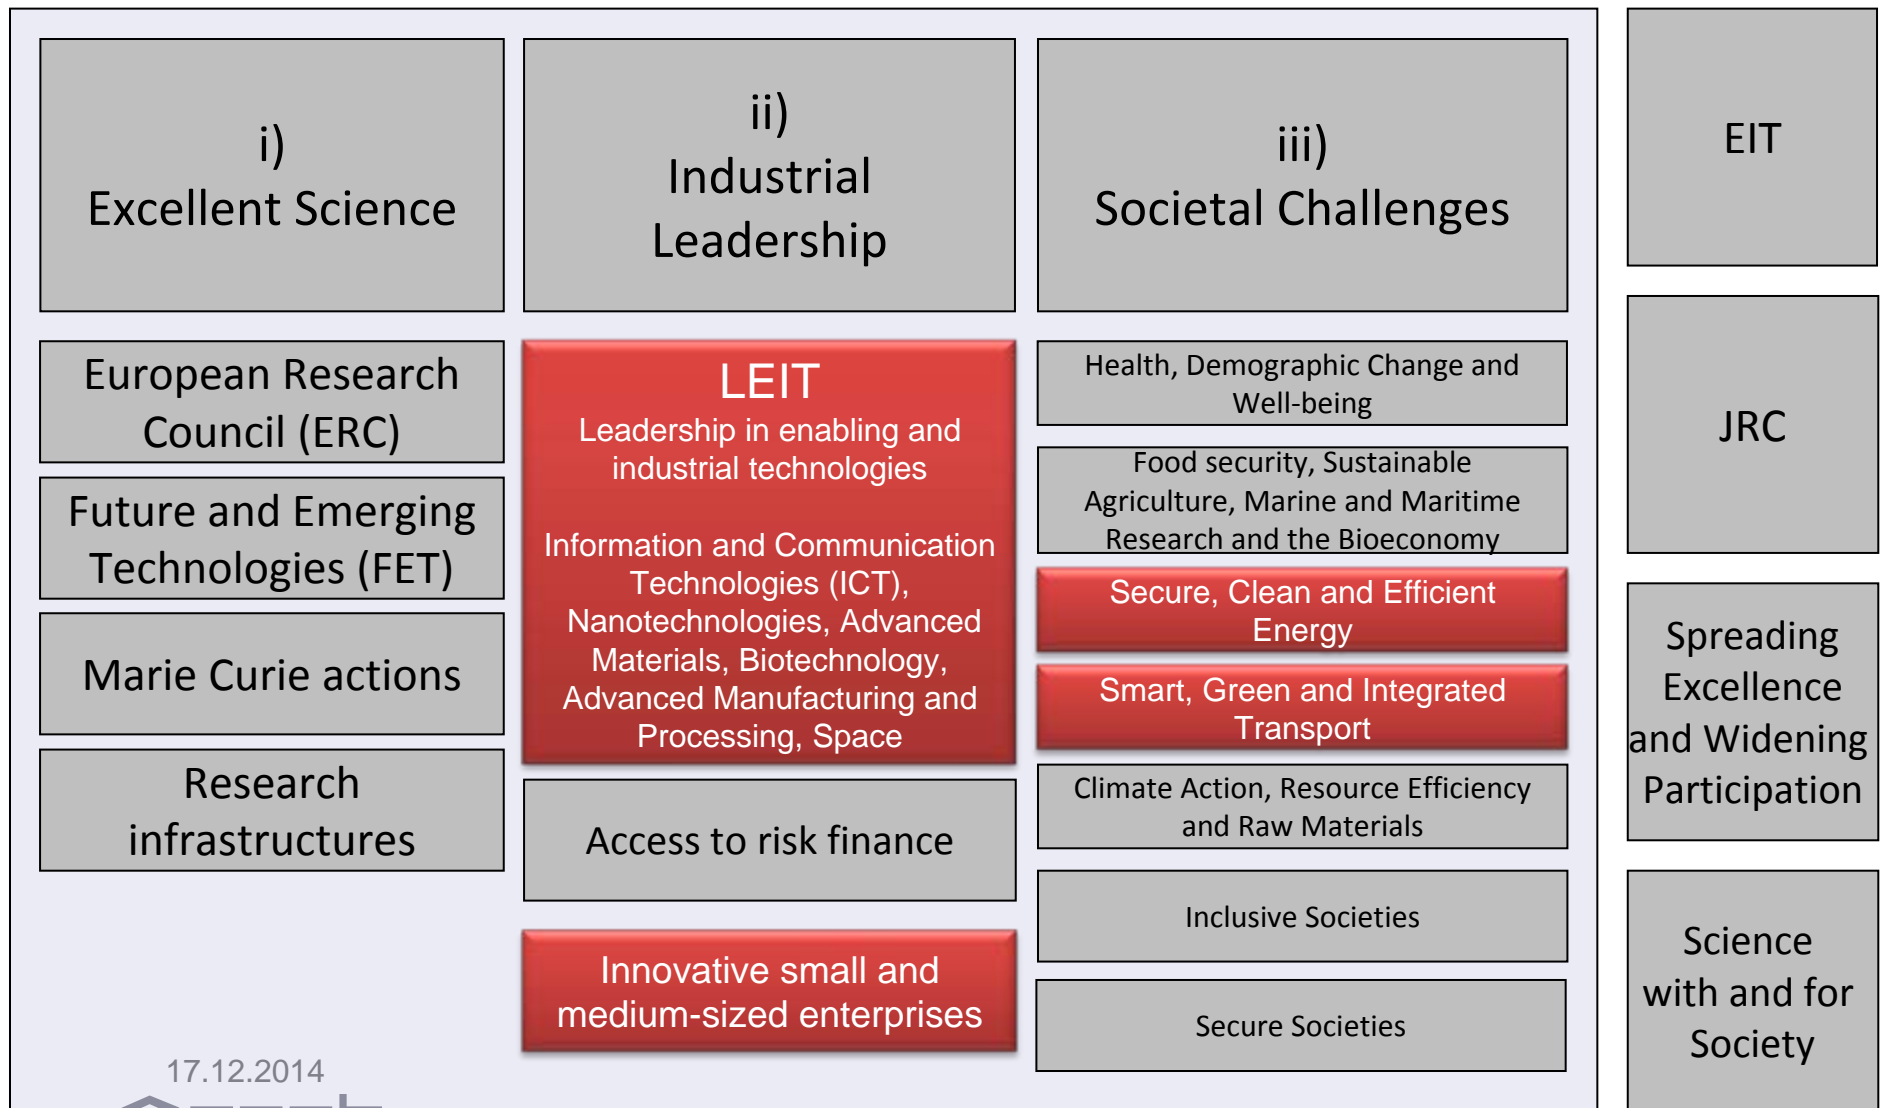 i)
Excellent Science
European Research
Council (ERC)
Future and Emerging
Technologies (FET)
Marie Curie actions
Research
infrastructures
17.12.2014
ii)
Industrial
Leadership
LEIT
Leadership in enabling and
industrial technologies
Information and Communication
Technologies (ICT),
Nanotechnologies, Advanced
Materials, Biotechnology,
Advanced Manufacturing and
Processing, Space
Access to risk finance
Innovative small and
medium-sized enterprises
iii)
Societal Challenges
Health, Demographic Change and
Well-being
Food security, Sustainable
Agriculture, Marine and Maritime
Research and the Bioeconomy
Secure, Clean and Efficient
Energy
Smart, Green and Integrated
Transport
Climate Action, Resource Efficiency
and Raw Materials
Inclusive Societies
Secure Societies
EIT
JRC
Spreading
Excellence
and Widening
Participation
Science
with and for
Society